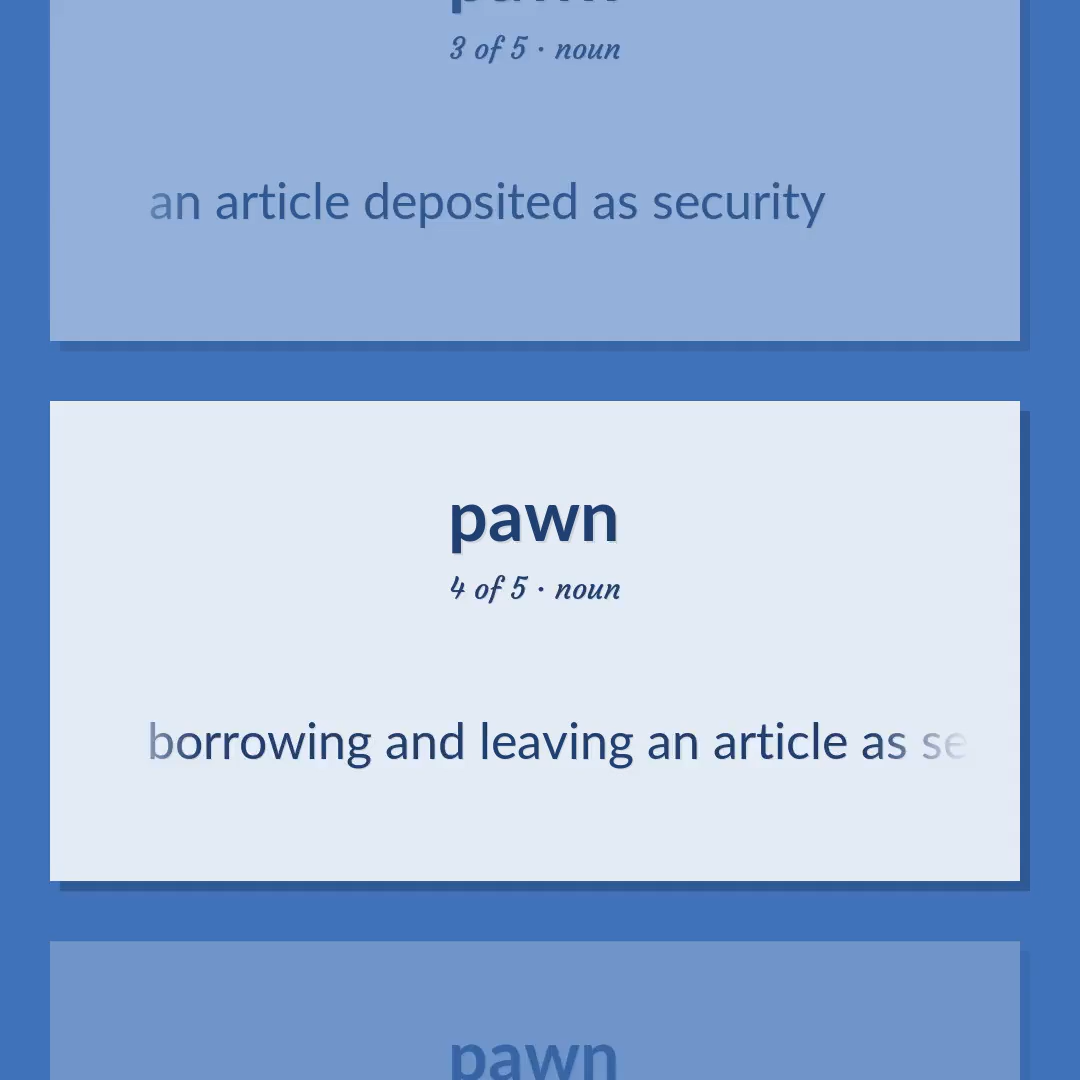 3 of 5 · noun
an article deposited as security
pawn
4 of 5 · noun
borrowing and leaving an article as se
pawn